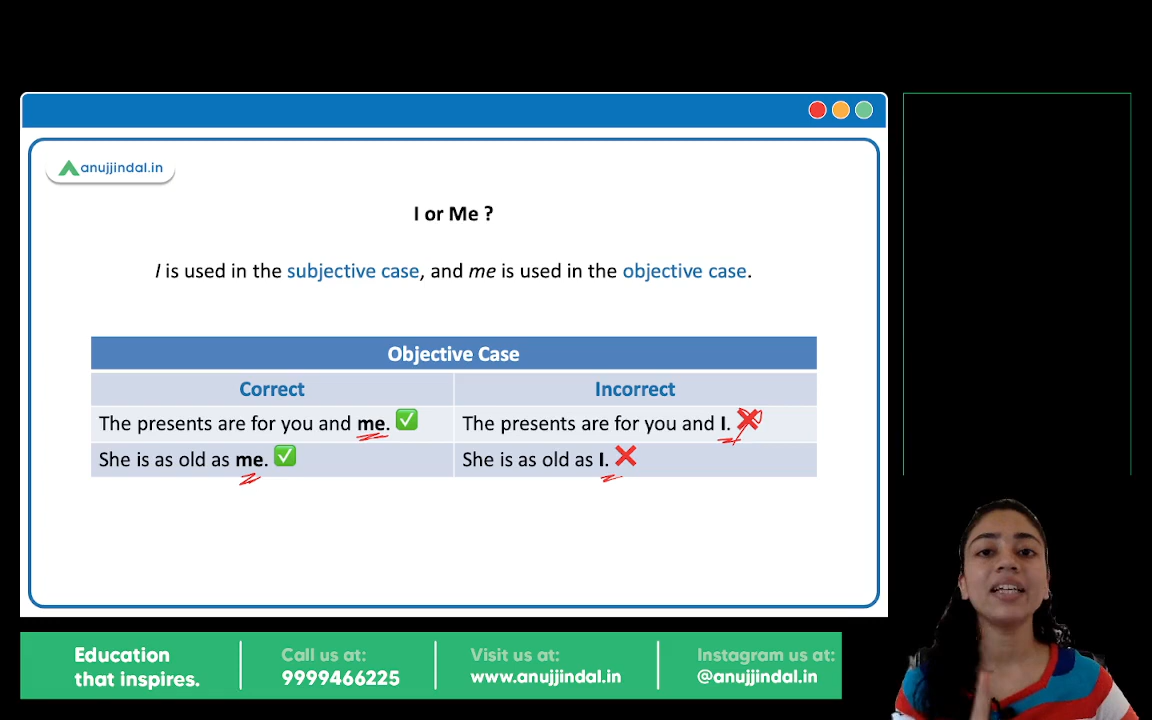 anujjindal.in
I or Me ?
I is used in the subjective case, and me is used in the objective case.
Objective Case
Correct Incorrect
The presents are for you and me. ✅ The presents are for you and I. ❌
She is as old as me. ✅ She is as old as I. ❌
Education
that inspires.
Call us at:
9999466225
Visit us at:
www.anujjindal.in
Instagram us at:
@anujjindal.in